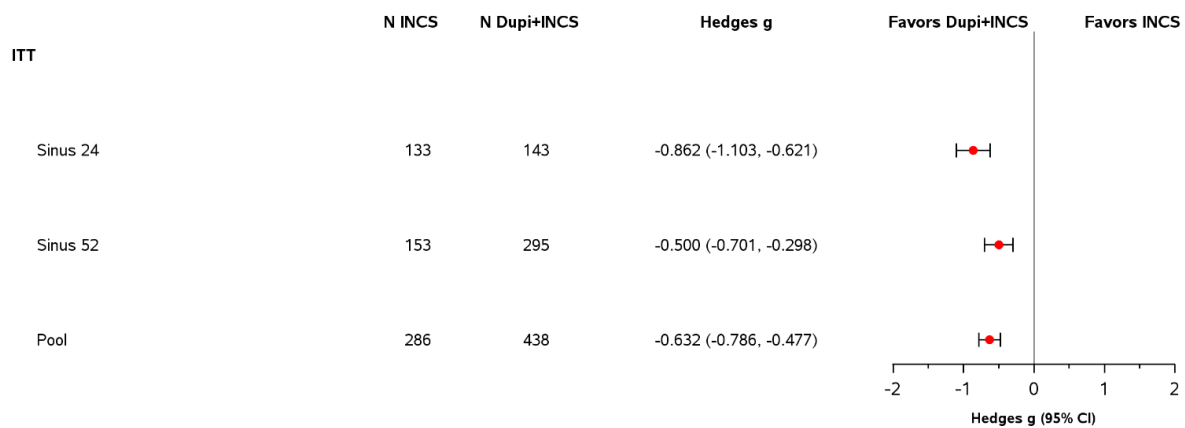 N INCS N Dupi+INCS Hedges g Favors Dupi+INCS Favors INCS
ITT
Sinus 24 133 143 -0.862 (-1.103, -0.621)
Sinus 52 153 295 -0.500 (-0.701, -0.298)
Pool 286 438 -0.632 (-0.786, -0.477)
-2 -1 0 1 2
Hedges g (95% CI)